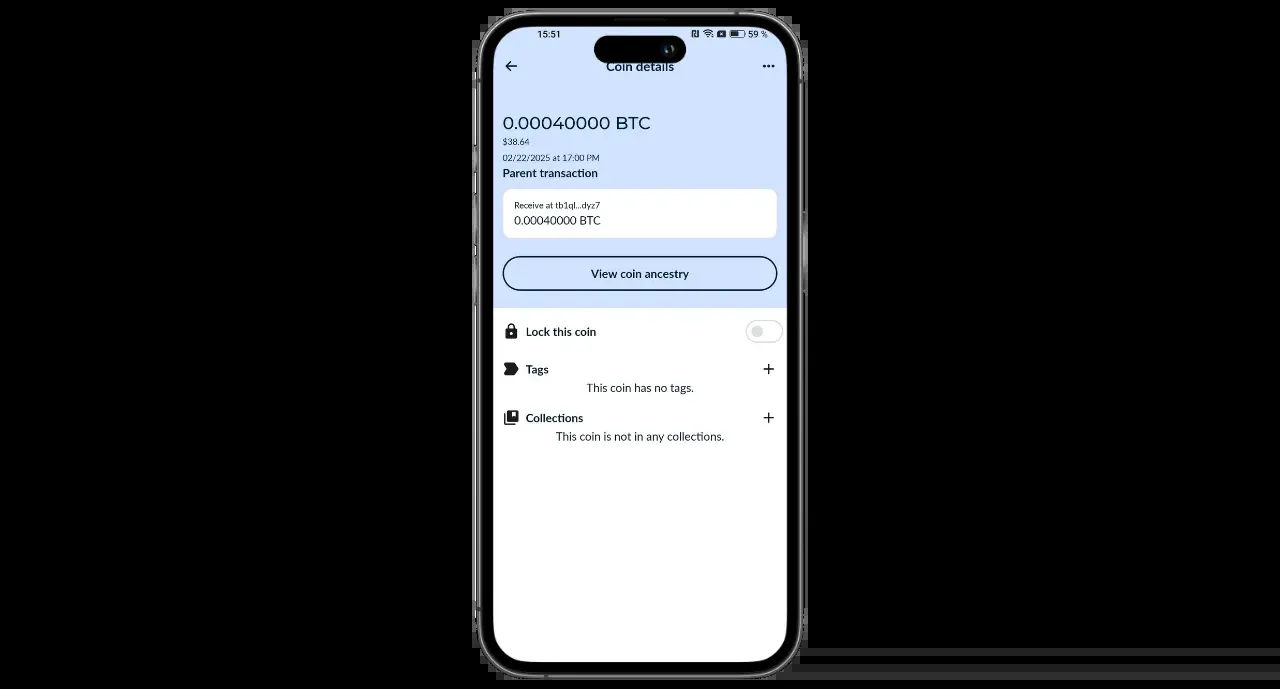 15:51
59 %
Coin details
0.00040000 BTC
$38.64
02/22/2025 at 17:00 PM
Parent transaction
Receive at tb1ql...dyz7
0.00040000 BTC
View coin ancestry
Lock this coin
Tags
This coin has no tags.
Collections
This coin is not in any collections.